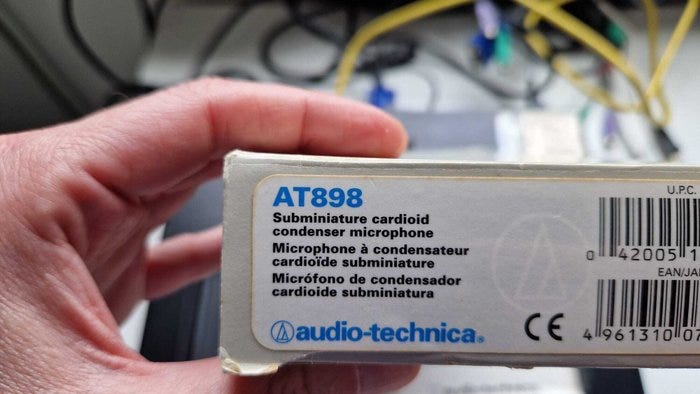 AT898
Subminiature cardioid
condenser microphone
Microphone à condensateur
cardioïde subminiature
Micrófono de condensador
cardioide subminiatura
audio-technica®
CE
U.P.C.
0 42005 1
EAN/JA
4 961310 07